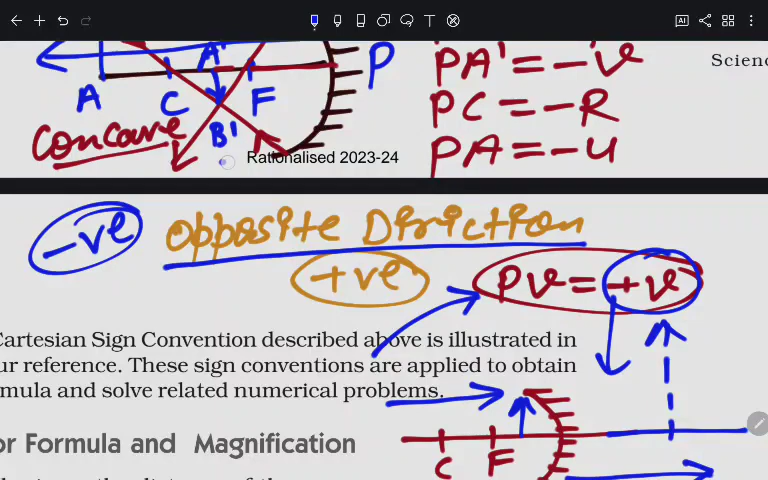 AI
T
Scienc
A'
P
A
C
F
B'
PA' = -v
PC = -R
PA = -u
Concave
Rationalised 2023-24
-ve
Opposite Diriction
+ve
Pv = +v
Cartesian Sign Convention described above is illustrated in
ur reference. These sign conventions are applied to obtain
mula and solve related numerical problems.
or Formula and Magnification
C
F